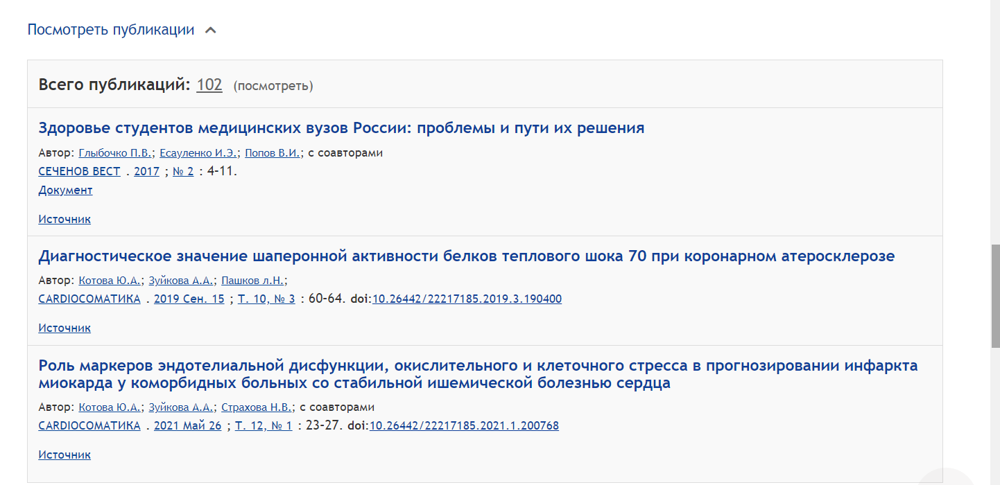 Посмотреть публикации
Всего публикаций: 102 (посмотреть)
Здоровье студентов медицинских вузов России: проблемы и пути их решения
Автор: Глыбочко П.В.; Есауленко И.Э.; Попов В.И.; с соавторами
СЕЧЕНОВ ВЕСТ . 2017 ; № 2 : 4-11.
Документ
Источник
Диагностическое значение шаперонной активности белков теплового шока 70 при коронарном атеросклерозе
Автор: Котова Ю.А.; Зуйкова А.А.; Пашков л.Н.;
CARDIOСОМАТИКА . 2019 Сен. 15 ; Т. 10, № 3 : 60-64. doi:10.26442/22217185.2019.3.190400
Источник
Роль маркеров эндотелиальной дисфункции, окислительного и клеточного стресса в прогнозировании инфаркта
миокарда у коморбидных больных со стабильной ишемической болезнью сердца
Автор: Котова Ю.А.; Зуйкова А.А.; Страхова Н.В.; с соавторами
CARDIOСОМАТИКА . 2021 Май 26 ; Т. 12, № 1 : 23-27. doi:10.26442/22217185.2021.1.200768
Источник